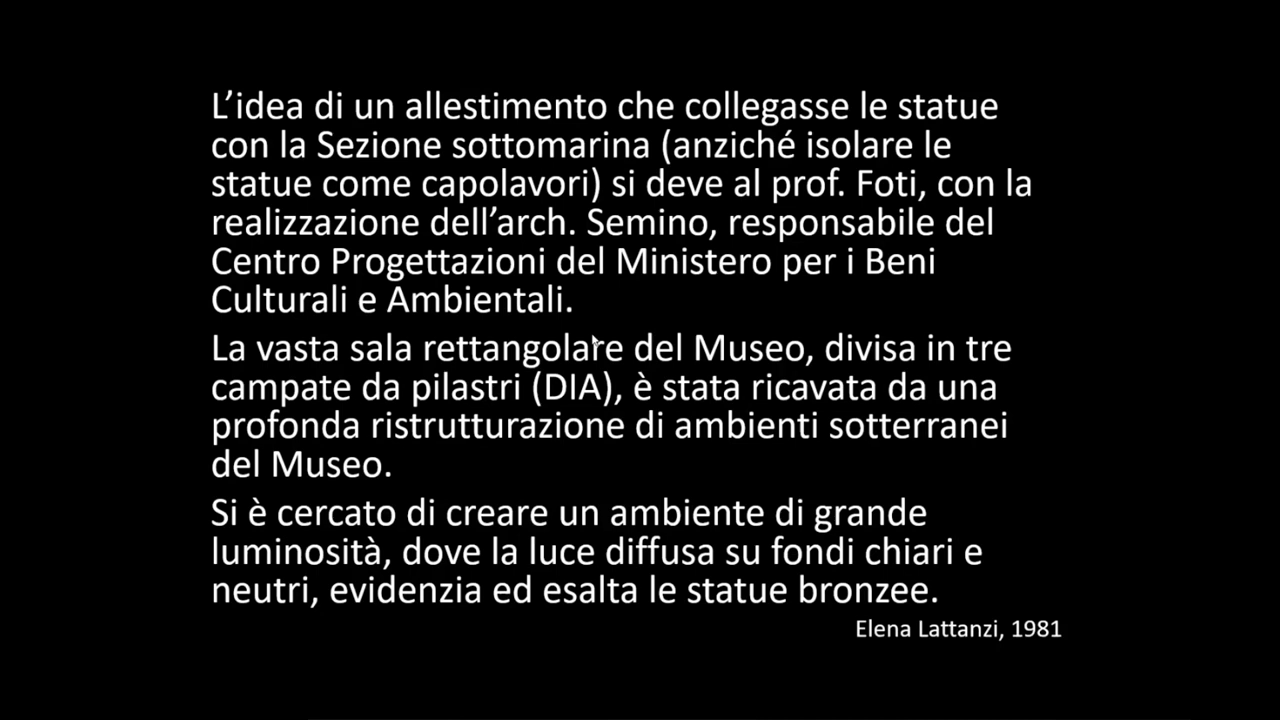 L’idea di un allestimento che collegasse le statue
con la Sezione sottomarina (anziché isolare le
statue come capolavori) si deve al prof. Foti, con la
realizzazione dell’arch. Semino, responsabile del
Centro Progettazioni del Ministero per i Beni
Culturali e Ambientali.
La vasta sala rettangolare del Museo, divisa in tre
campate da pilastri (DIA), è stata ricavata da una
profonda ristrutturazione di ambienti sotterranei
del Museo.
Si è cercato di creare un ambiente di grande
luminosità, dove la luce diffusa su fondi chiari e
neutri, evidenzia ed esalta le statue bronzee.
Elena Lattanzi, 1981